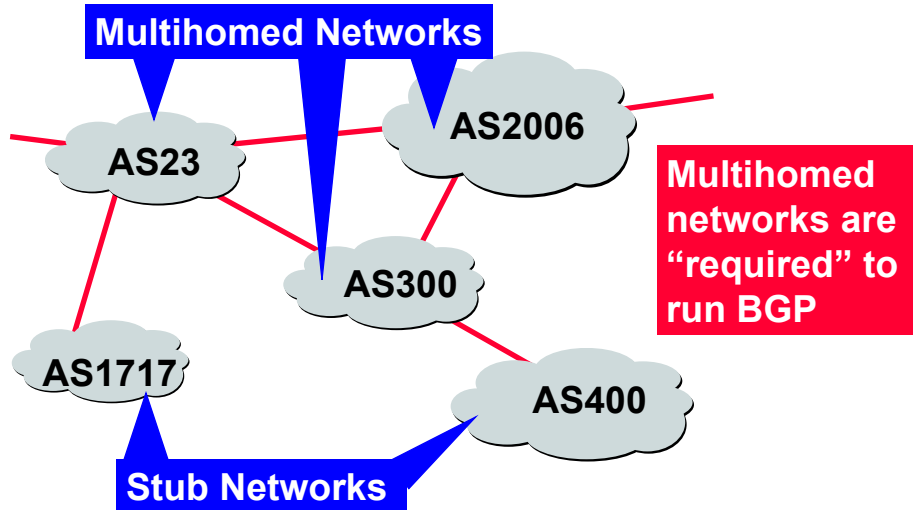 Multihomed Networks
AS2006
AS23
Multihomed
networks are
“required” to
run BGP
AS300
AS1717
AS400
Stub Networks